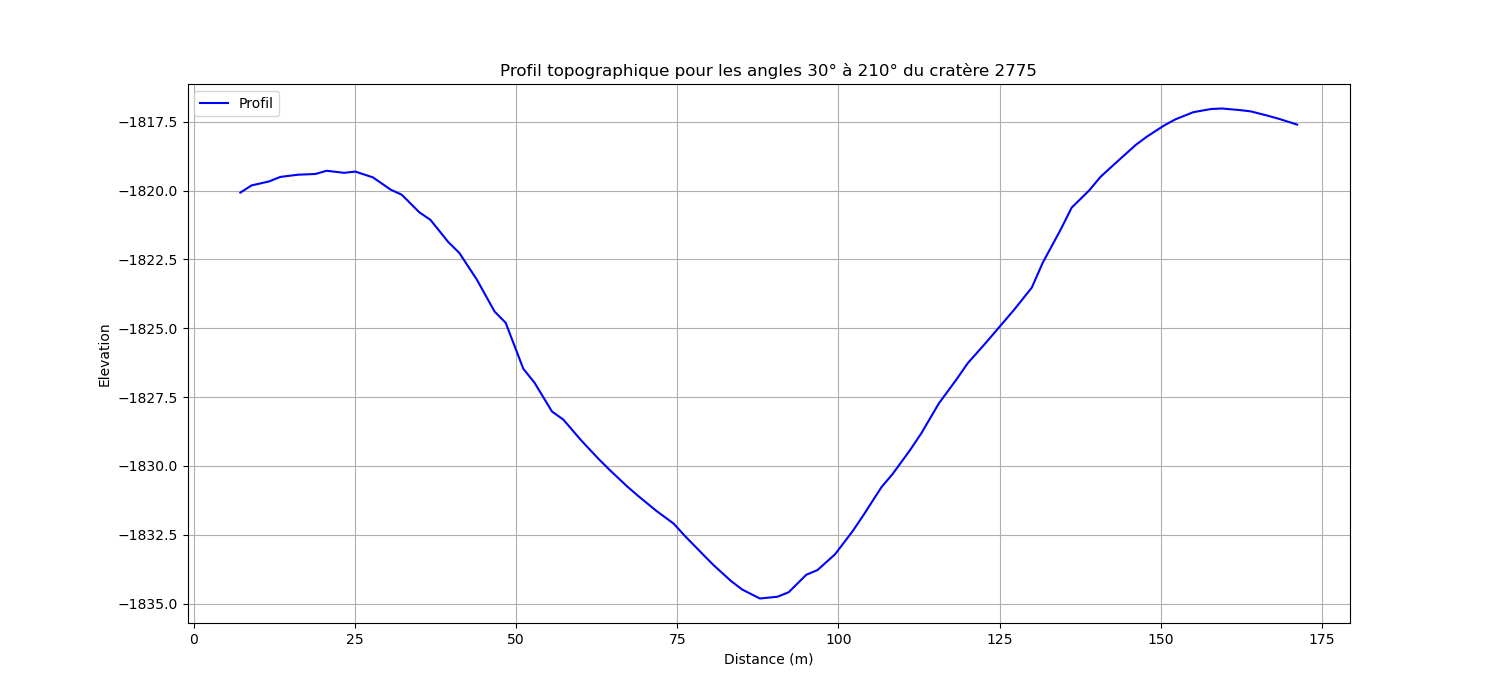 Profil topographique pour les angles 30° à 210° du cratère 2775
Profil
−1817.5
−1820.0
−1822.5
−1825.0
−1827.5
−1830.0
−1832.5
−1835.0
Elevation
0 25 50 75 100 125 150 175
Distance (m)